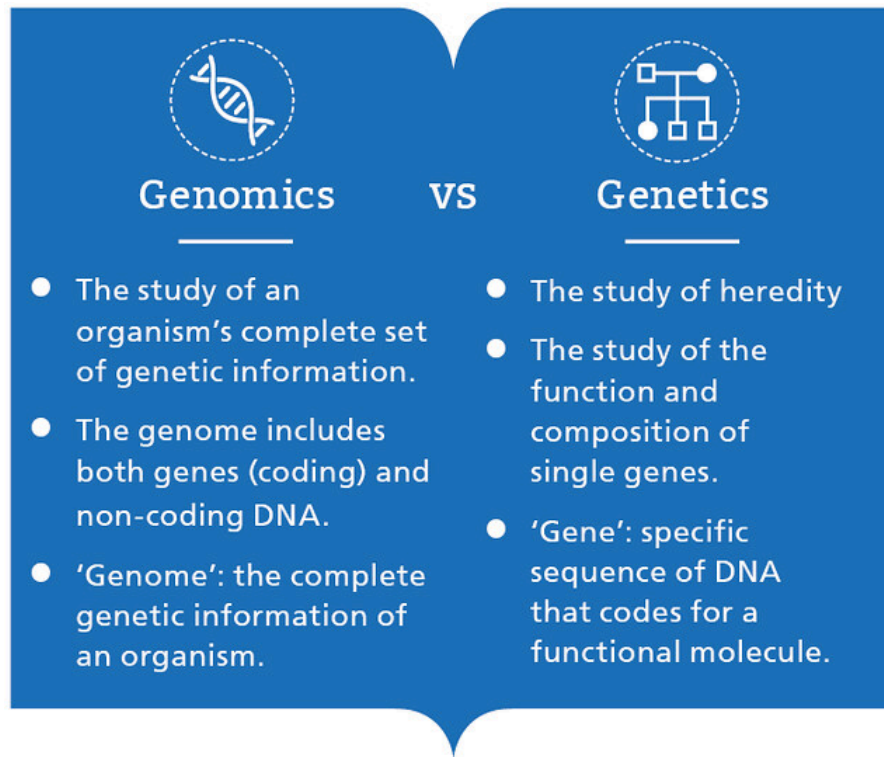 Genomics vs Genetics
The study of an
organism’s complete set
of genetic information.
The genome includes
both genes (coding) and
non-coding DNA.
‘Genome’: the complete
genetic information of
an organism.
The study of heredity
The study of the
function and
composition of
single genes.
‘Gene’: specific
sequence of DNA
that codes for a
functional molecule.